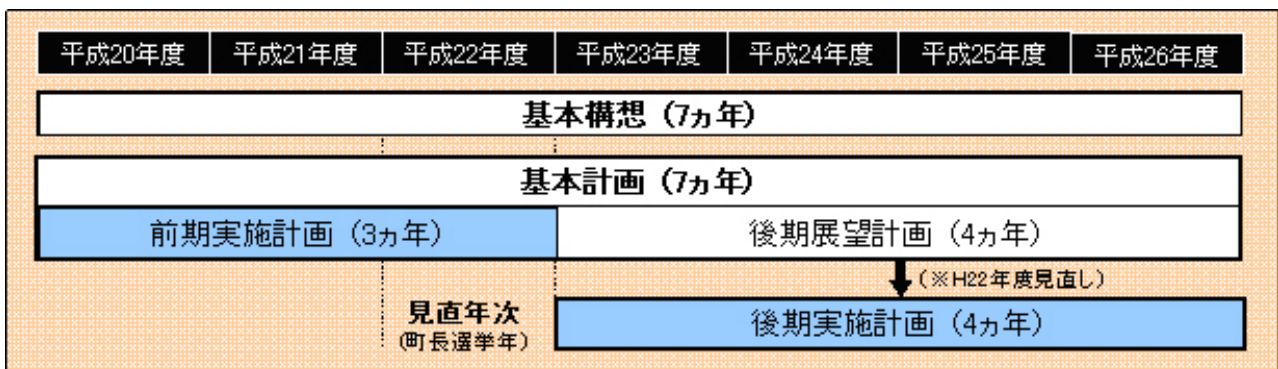 平成20年度 平成21年度 平成22年度 平成23年度 平成24年度 平成25年度 平成26年度
基本構想（7ヵ年）
基本計画（7ヵ年）
前期実施計画（3ヵ年） 後期展望計画（4ヵ年）
（※H22年度見直し）
見直年次
(町長選挙年)
後期実施計画（4ヵ年）